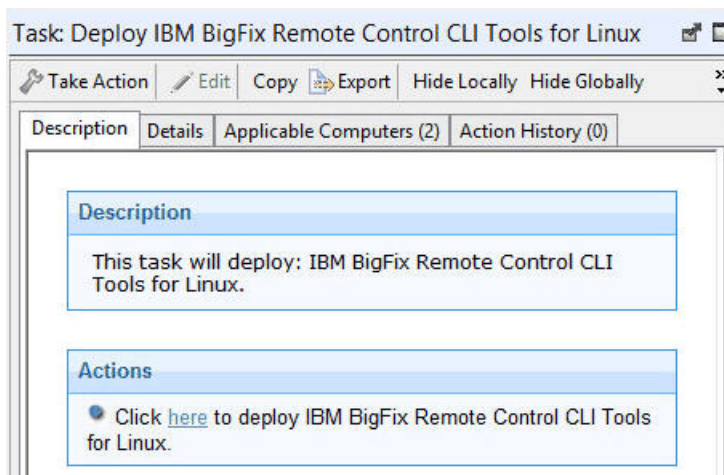 Task: Deploy IBM BigFix Remote Control CLI Tools for Linux
Take Action Edit Copy Export Hide Locally Hide Globally
Description Details Applicable Computers (2) Action History (0)
Description
This task will deploy: IBM BigFix Remote Control CLI
Tools for Linux.
Actions
Click here to deploy IBM BigFix Remote Control CLI Tools
for Linux.